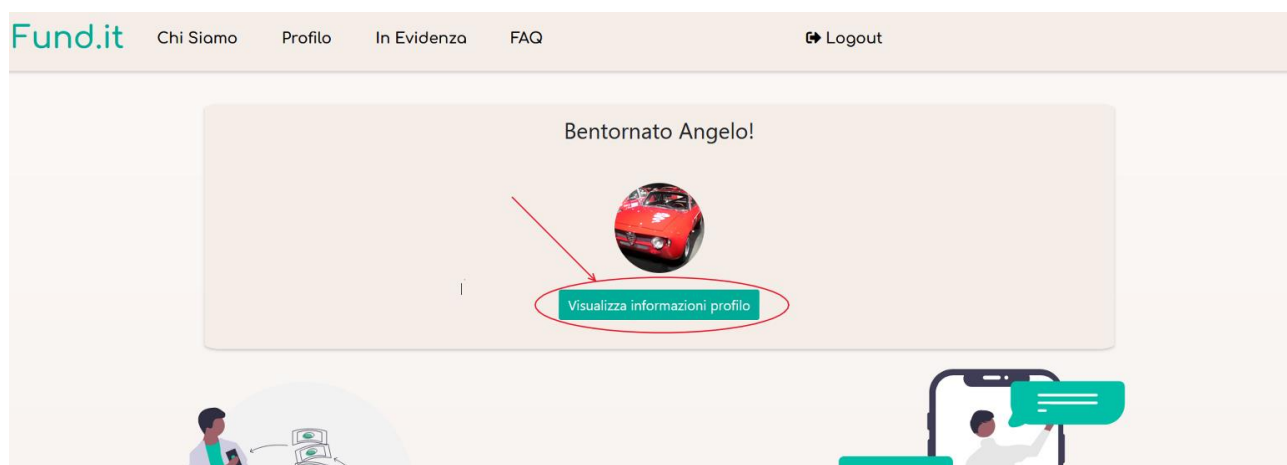 Fund.it Chi Siamo Profilo In Evidenza FAQ Logout
Bentornato Angelo!
Visualizza informazioni profilo